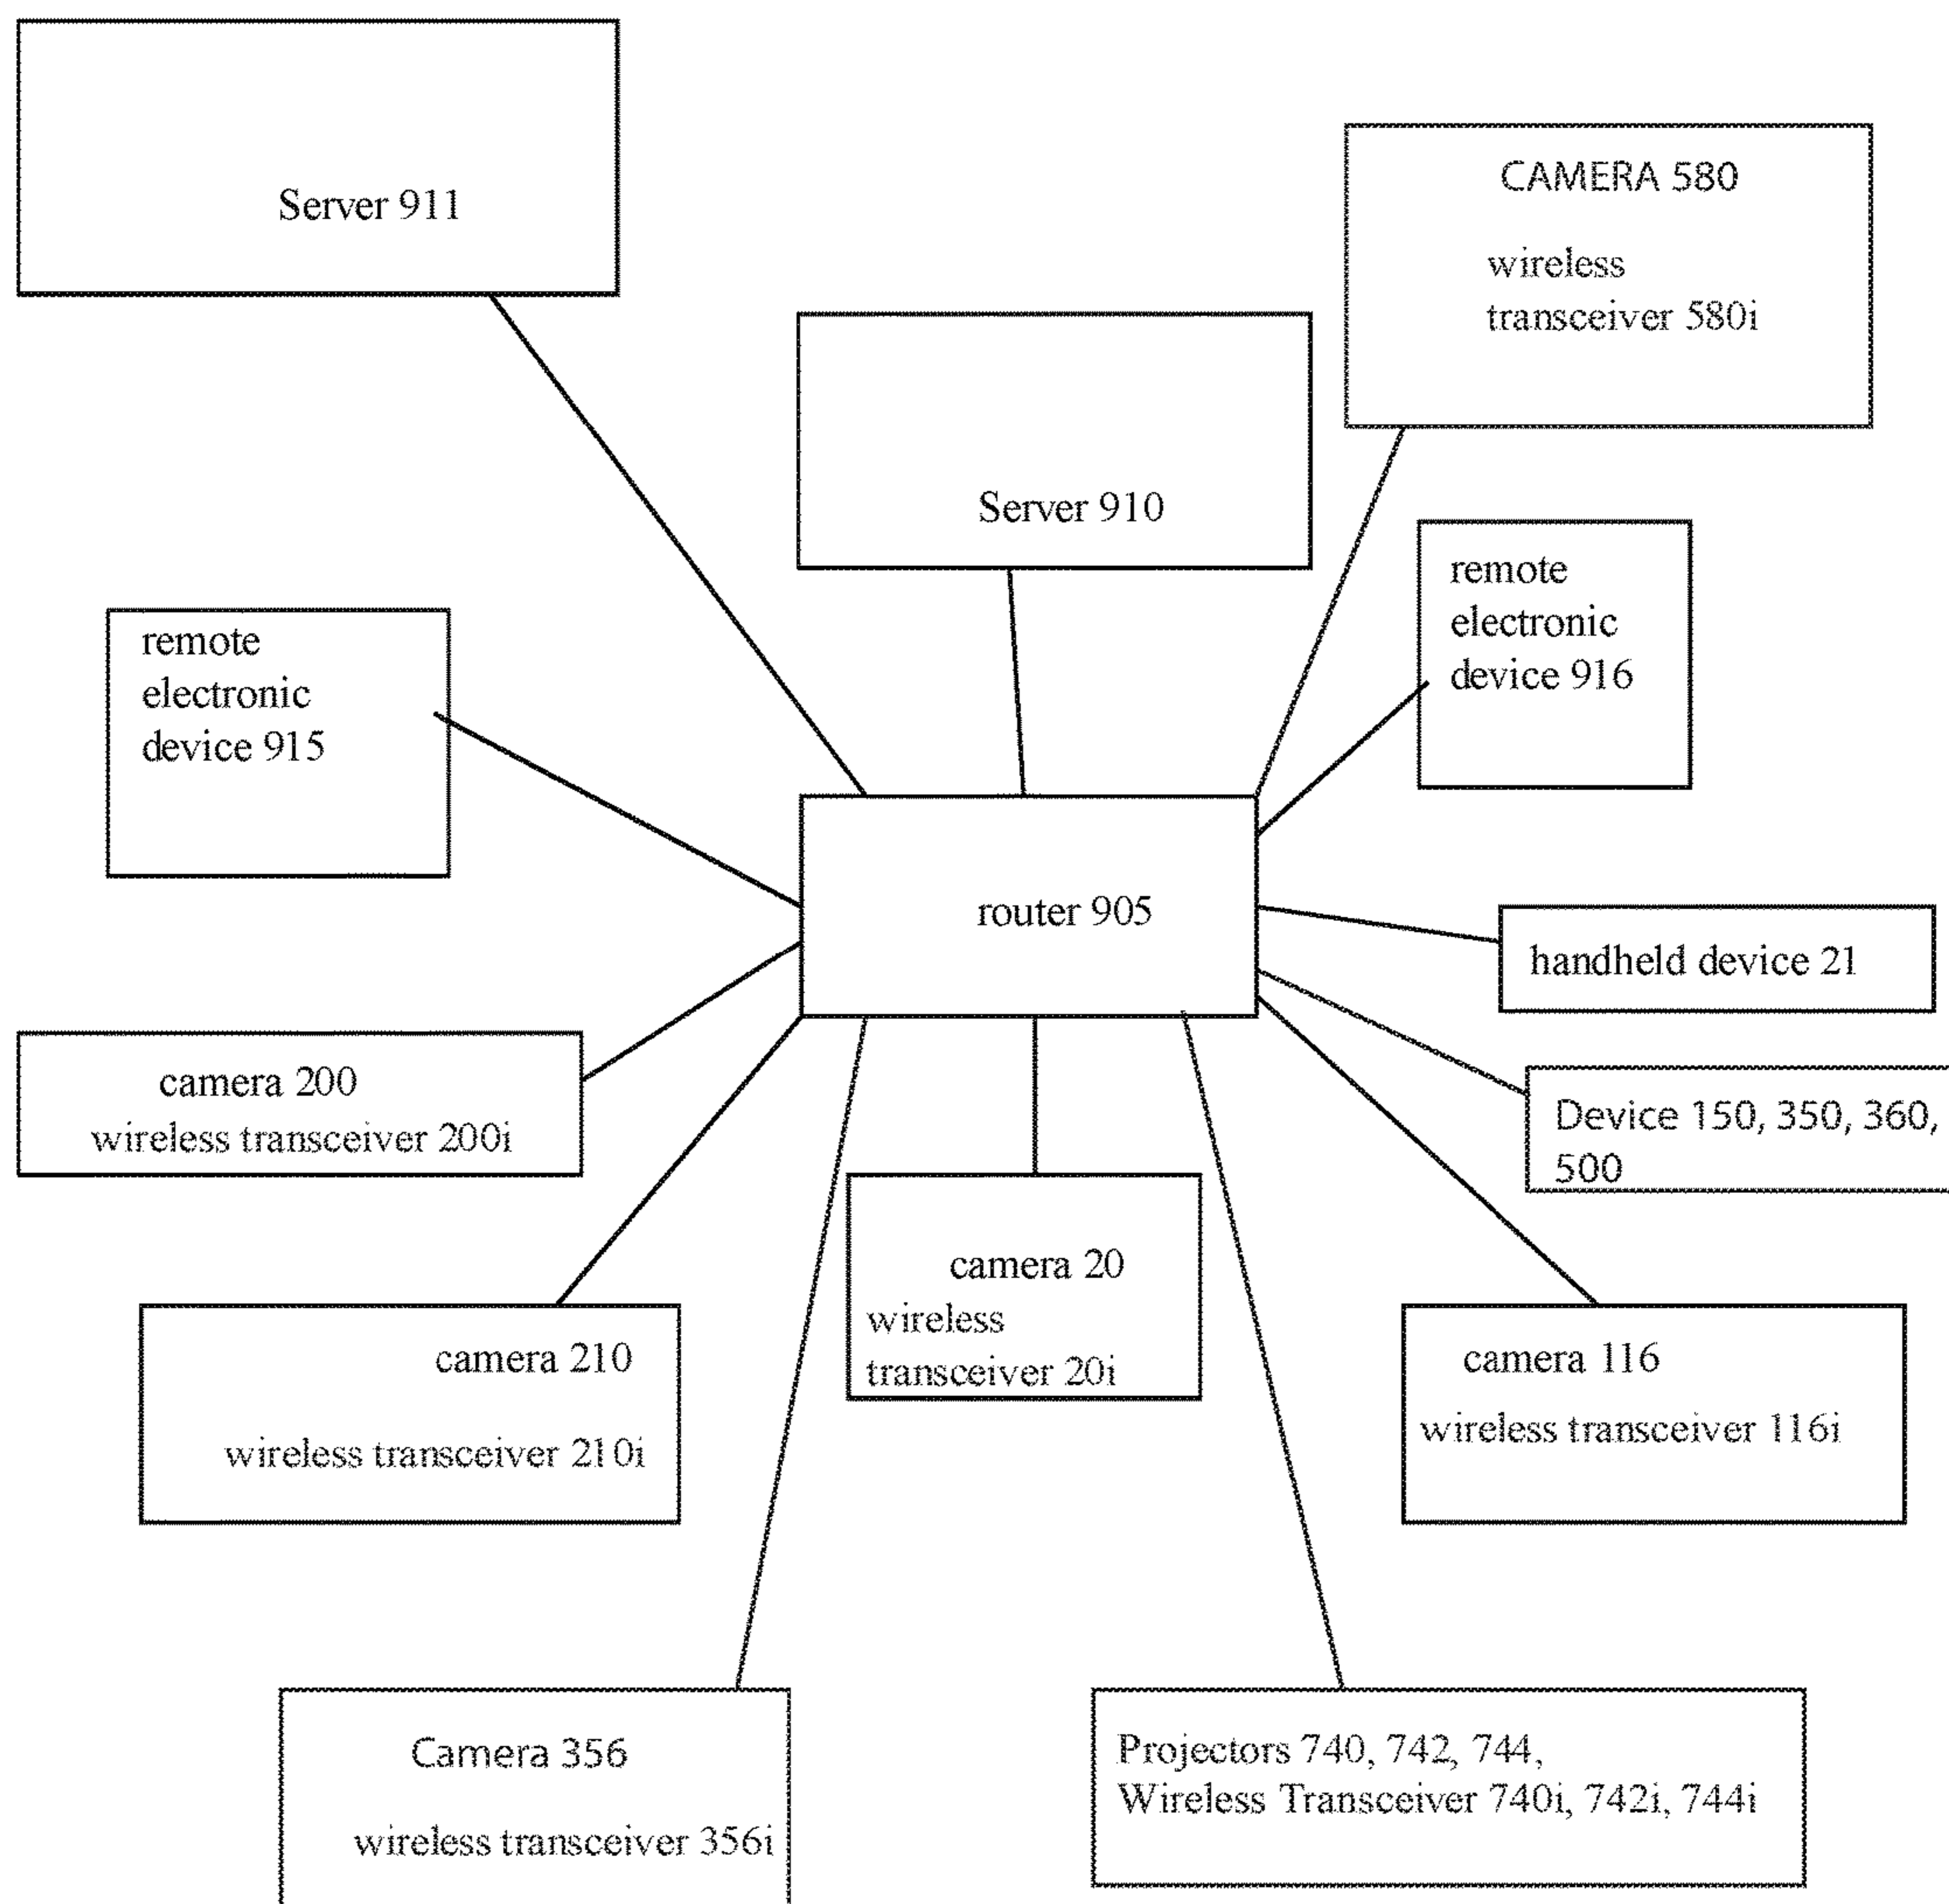 Server 911
CAMERA 580
wireless
transceiver 580i
Server 910
remote
electronic
device 916
remote
electronic
device 915
router 905
handheld device 21
camera 200
wireless transceiver 200i
Device 150, 350, 360,
500
camera 20
wireless
transceiver 20i
camera 210
wireless transceiver 210i
camera 116
wireless transceiver 116i
Camera 356
wireless transceiver 356i
Projectors 740, 742, 744,
Wireless Transceiver 740i, 742i, 744i